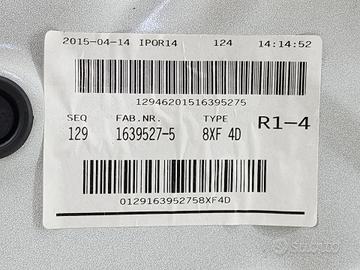 2015-04-14 IPOR14 124 14:14:52
12946201516395275
SEQ FAB.NR. TYPE
129 1639527-5 8XF 4D R1-4
0129163952758XF4D
subito